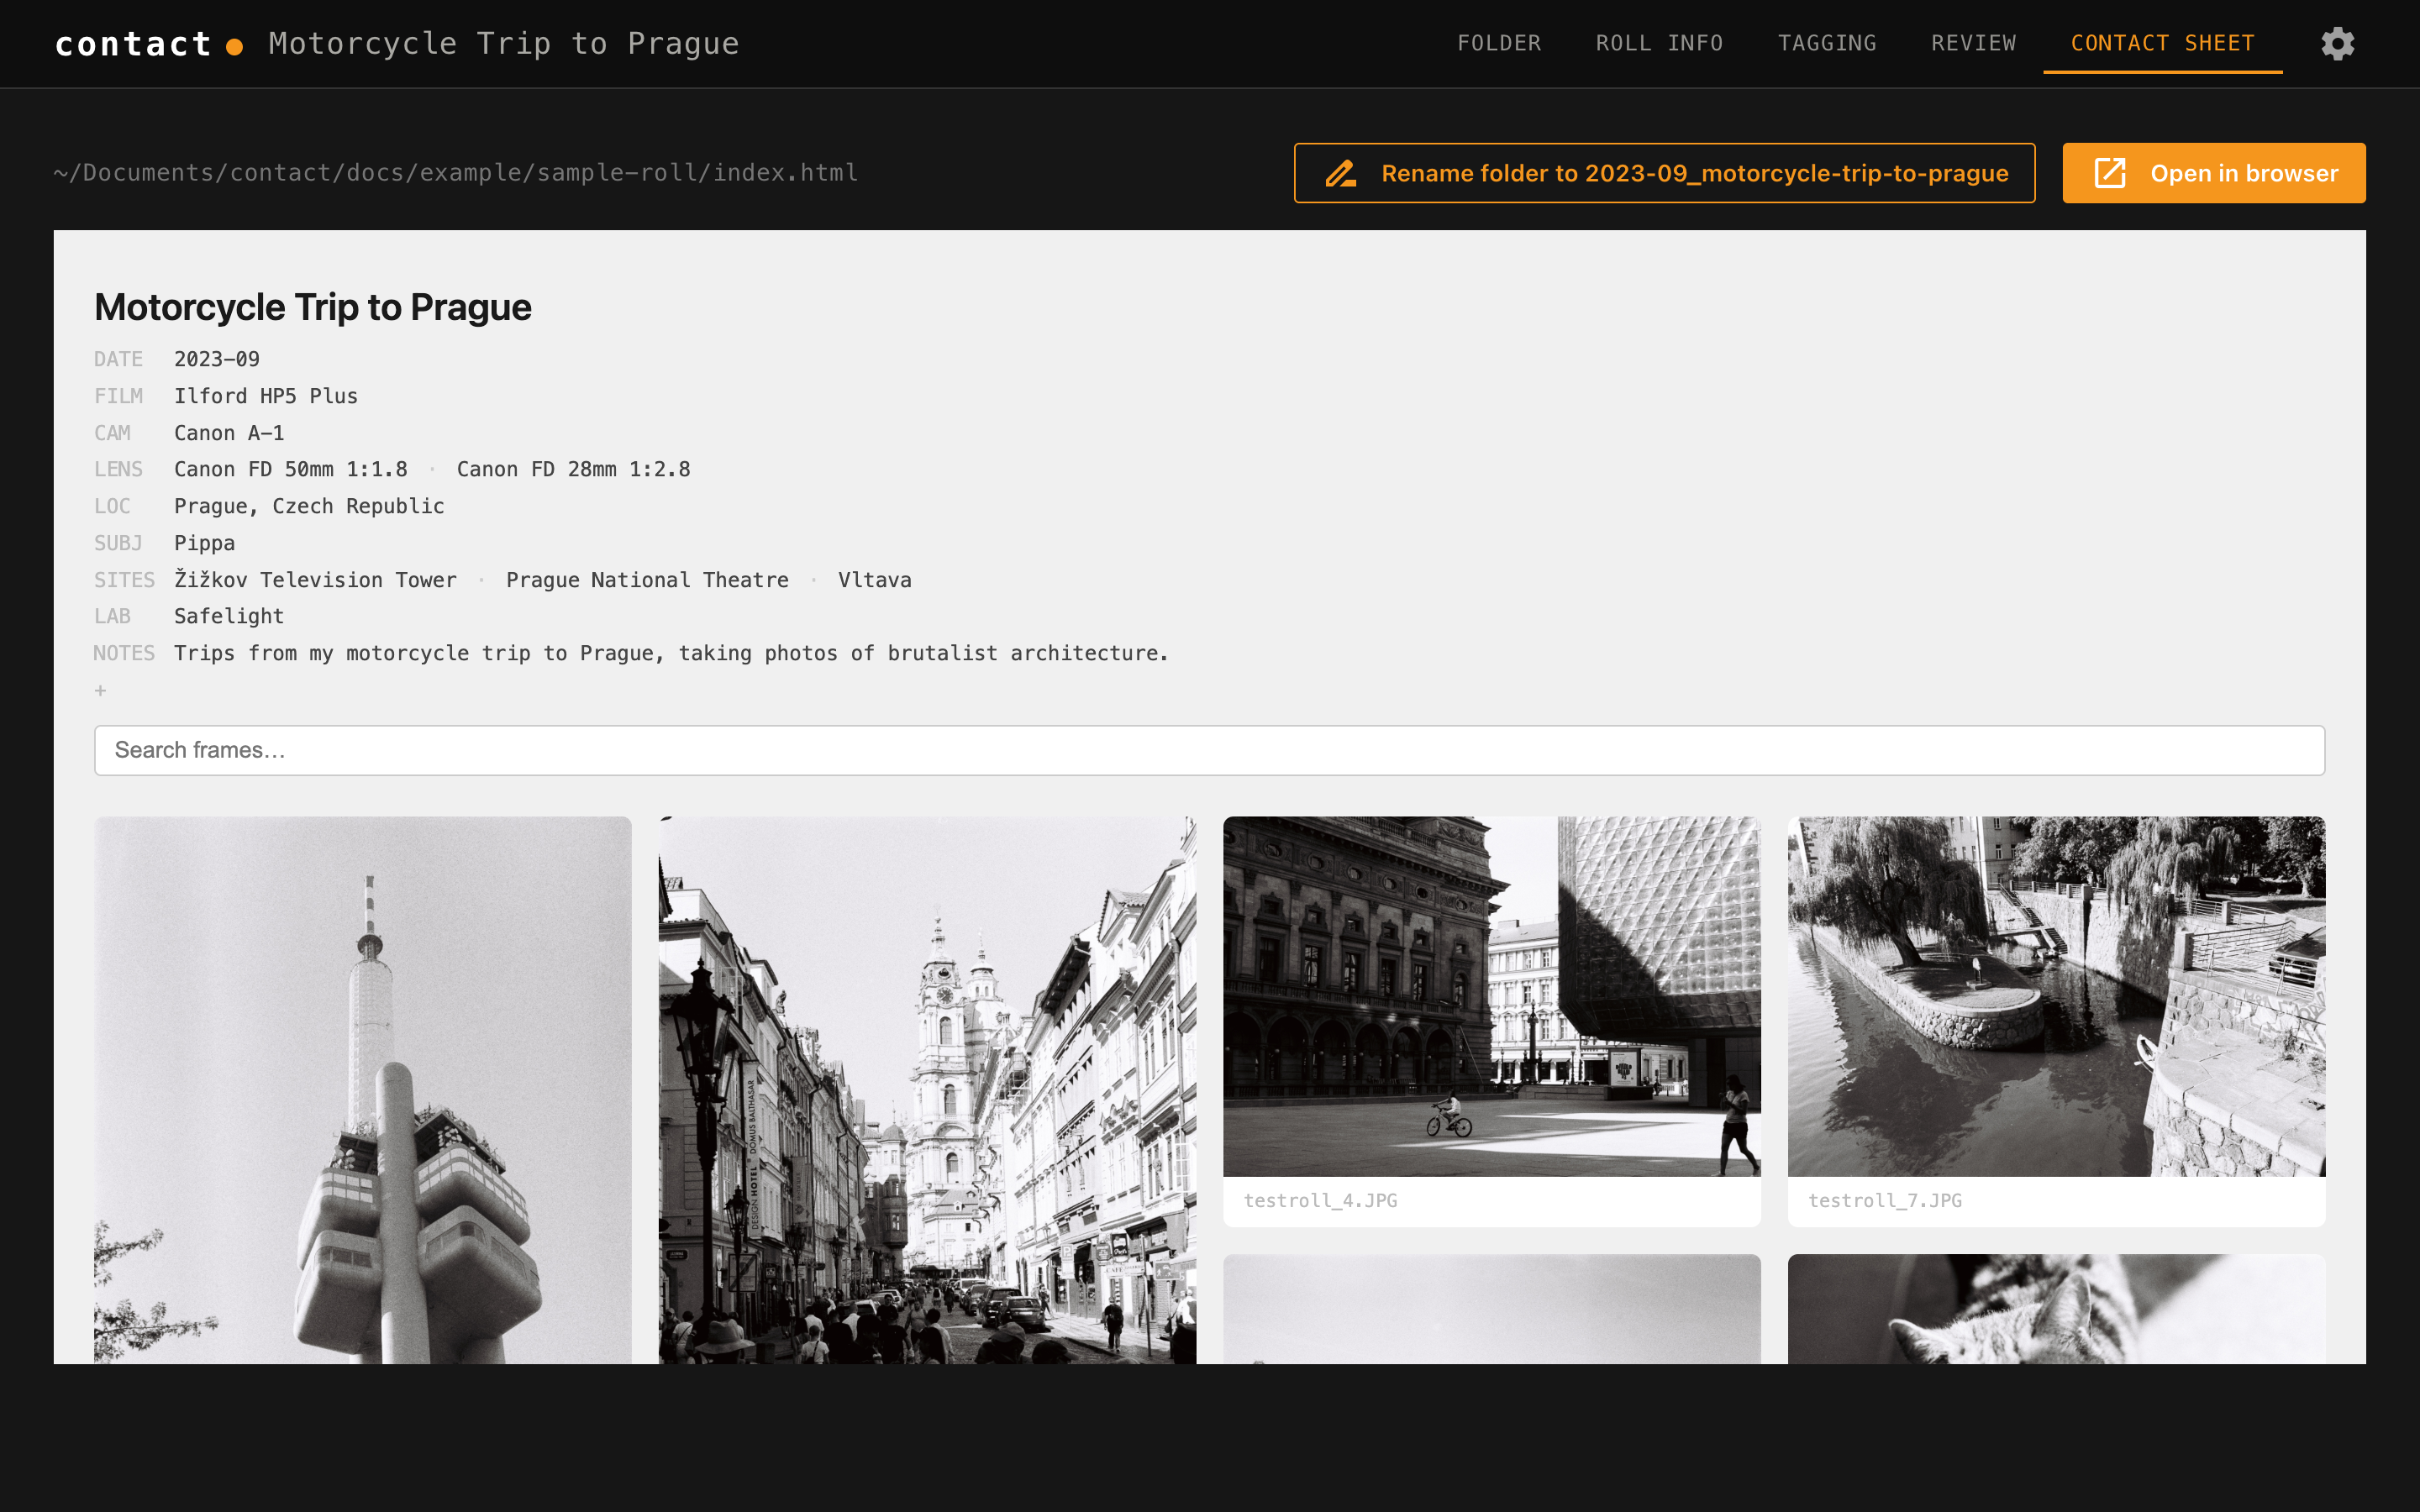 contact Motorcycle Trip to Prague
FOLDER ROLL INFO TAGGING REVIEW CONTACT SHEET
~/Documents/contact/docs/example/sample-roll/index.html
Rename folder to 2023-09_motorcycle-trip-to-prague
Open in browser
Motorcycle Trip to Prague
DATE 2023-09
FILM Ilford HP5 Plus
CAM Canon A-1
LENS Canon FD 50mm 1:1.8 · Canon FD 28mm 1:2.8
LOC Prague, Czech Republic
SUBJ Pippa
SITES Žižkov Television Tower · Prague National Theatre · Vltava
LAB Safelight
NOTES Trips from my motorcycle trip to Prague, taking photos of brutalist architecture.
+
Search frames…
DESIGN HOTEL DOMUS BALTHASAR
testroll_4.JPG
testroll_7.JPG